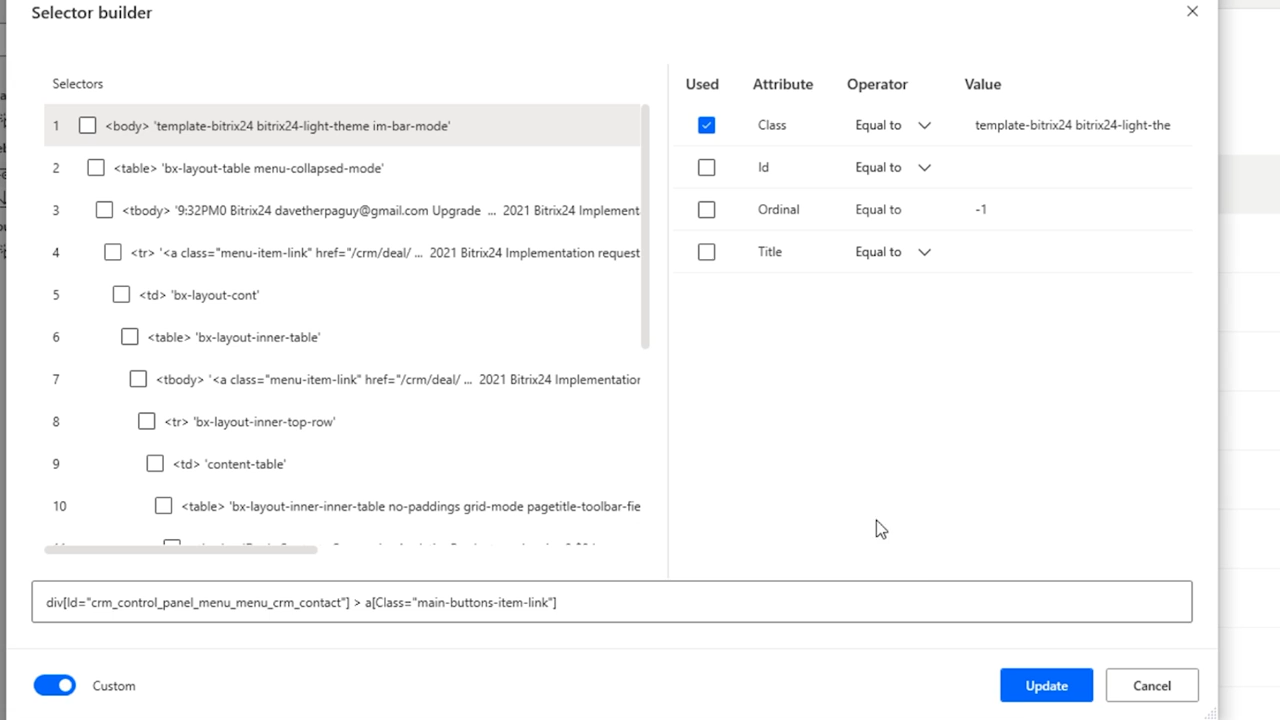 Selector builder
Selectors
1 <body> 'template-bitrix24 bitrix24-light-theme im-bar-mode'
2 <table> 'bx-layout-table menu-collapsed-mode'
3 <tbody> '9:32PM0 Bitrix24 davetherpaguy@gmail.com Upgrade ... 2021 Bitrix24 Implement
4 <tr> '<a class="menu-item-link" href="/crm/deal/ ... 2021 Bitrix24 Implementation request
5 <td> 'bx-layout-cont'
6 <table> 'bx-layout-inner-table'
7 <tbody> '<a class="menu-item-link" href="/crm/deal/ ... 2021 Bitrix24 Implementation
8 <tr> 'bx-layout-inner-top-row'
9 <td> 'content-table'
10 <table> 'bx-layout-inner-inner-table no-paddings grid-mode pagetitle-toolbar-fie
Used Attribute Operator Value
Class Equal to template-bitrix24 bitrix24-light-the
Id Equal to
Ordinal Equal to -1
Title Equal to
div[Id="crm_control_panel_menu_menu_crm_contact"] > a[Class="main-buttons-item-link"]
Custom
Update
Cancel